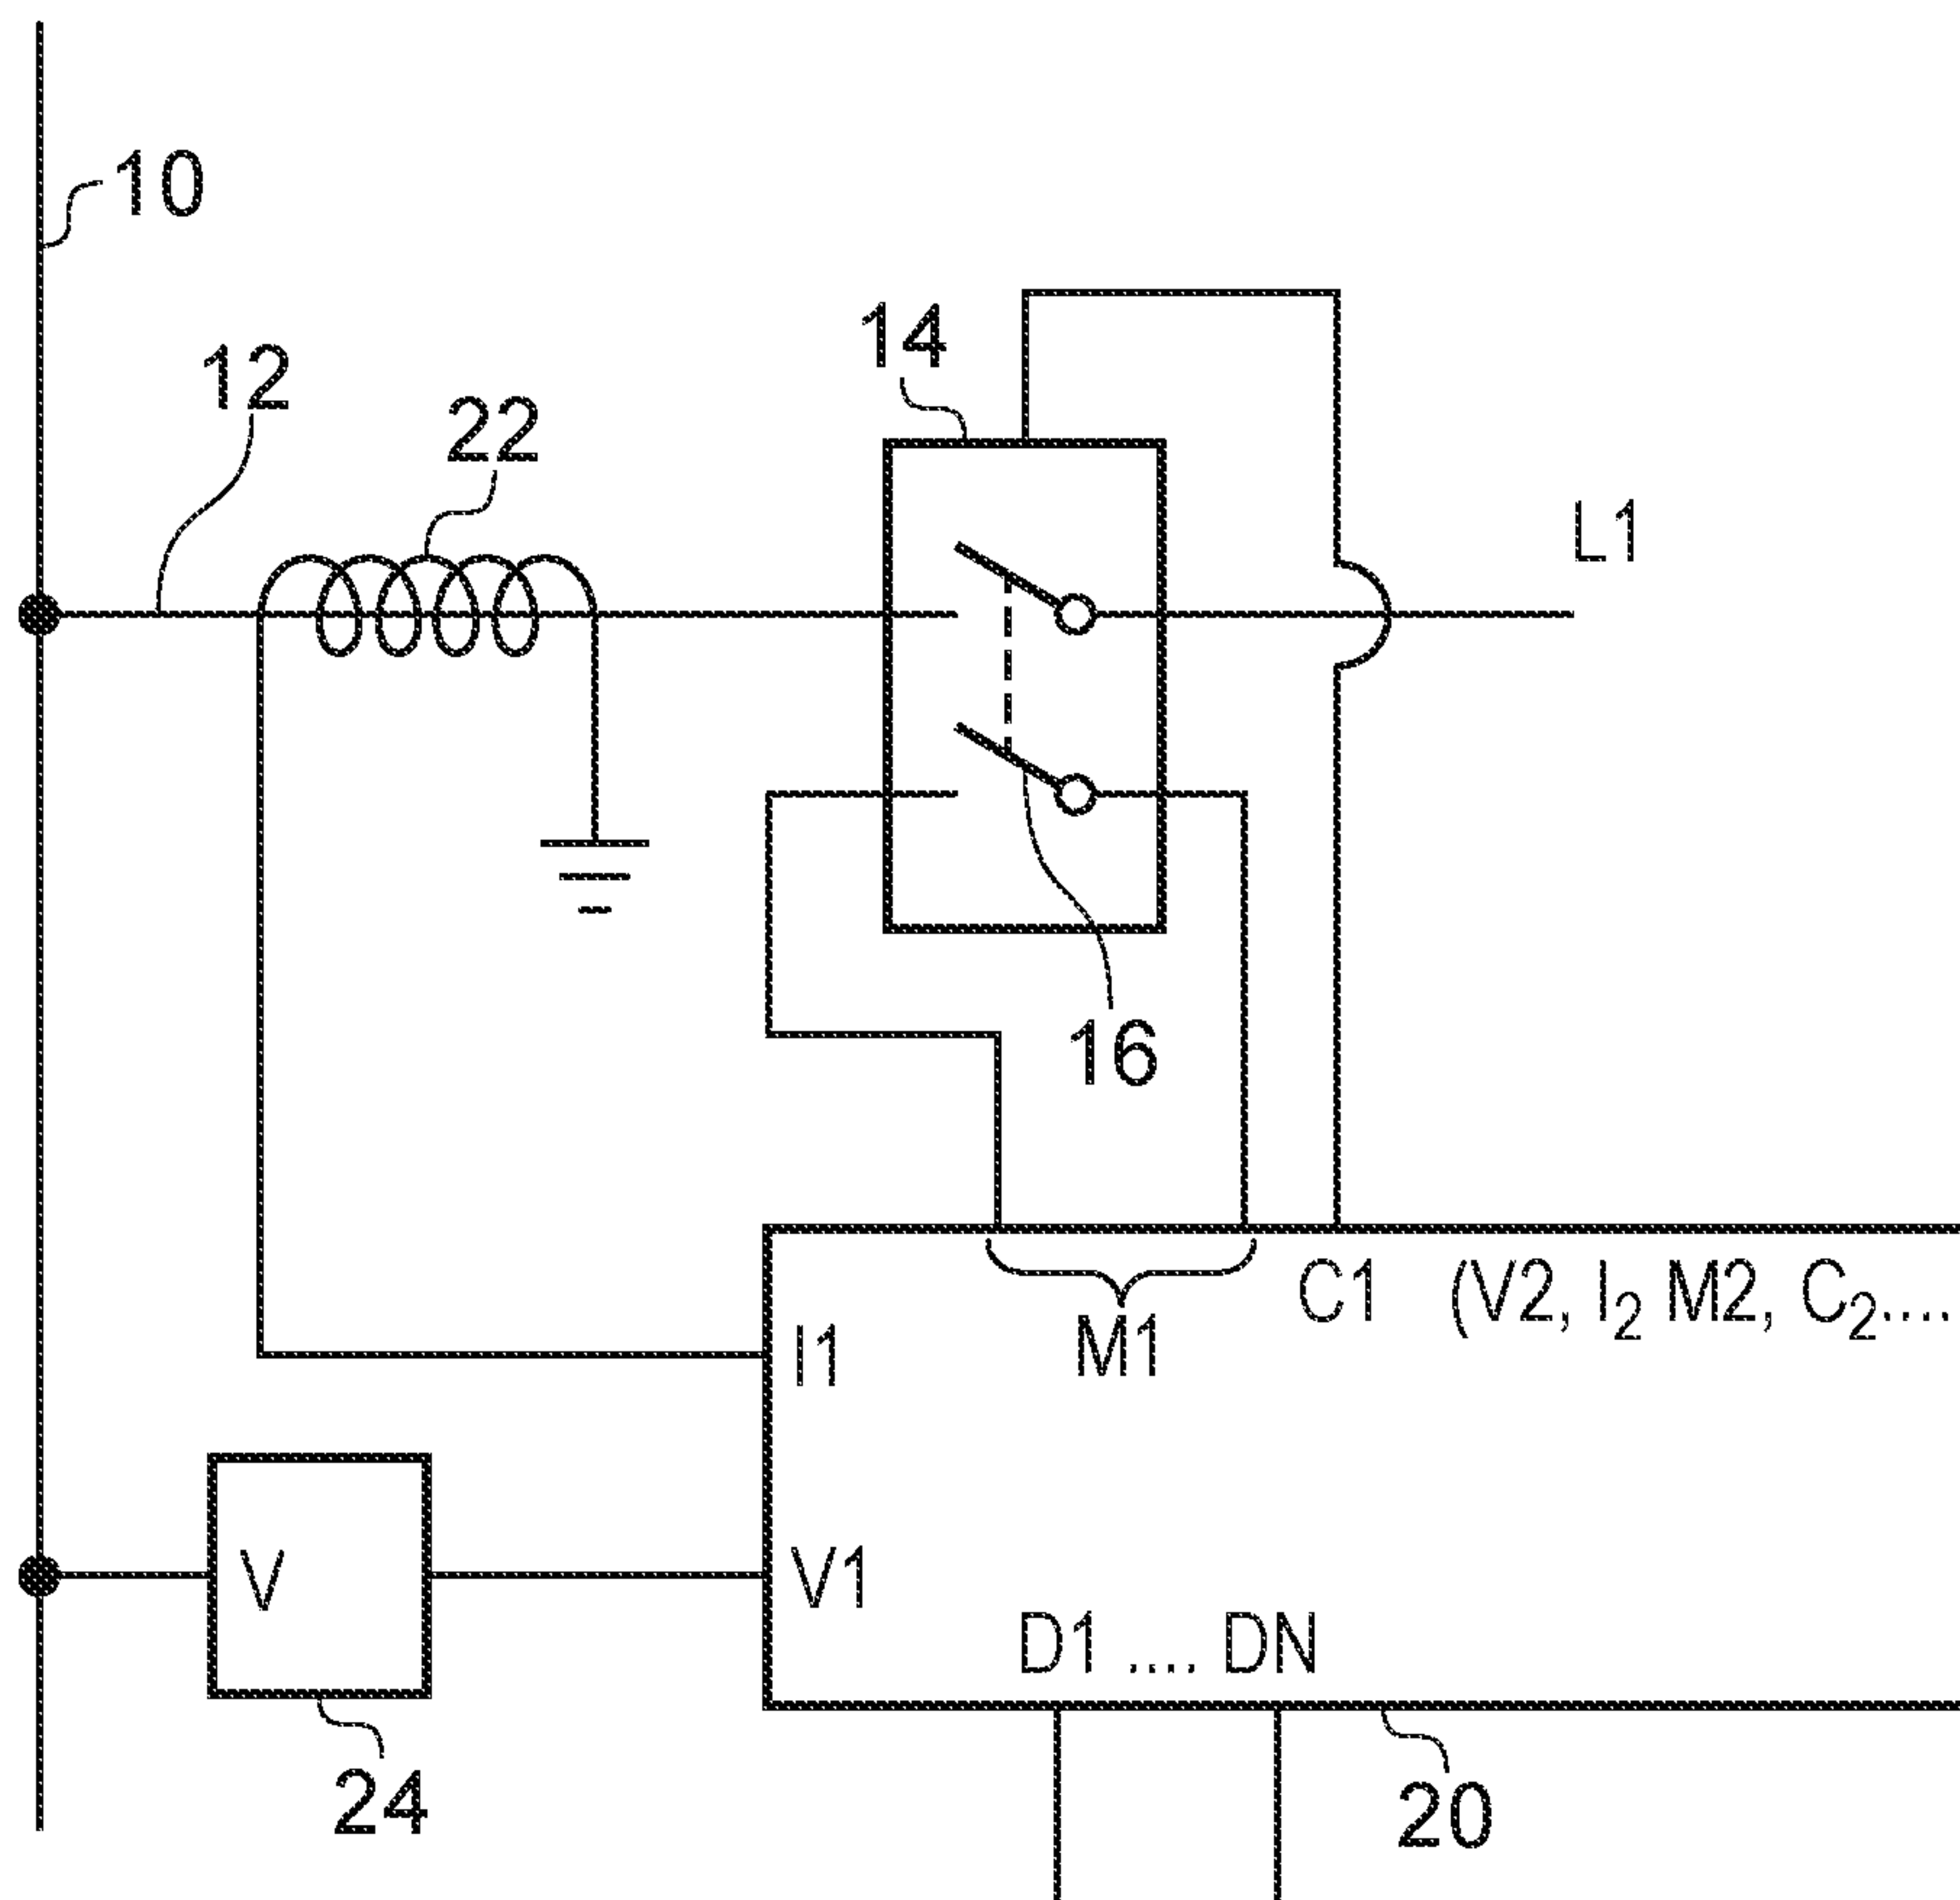 10
14
12
22
L1
16
C1 (V2, I₂ M2, C₂....
M1
I1
V
V1
D1 .... DN
24
20